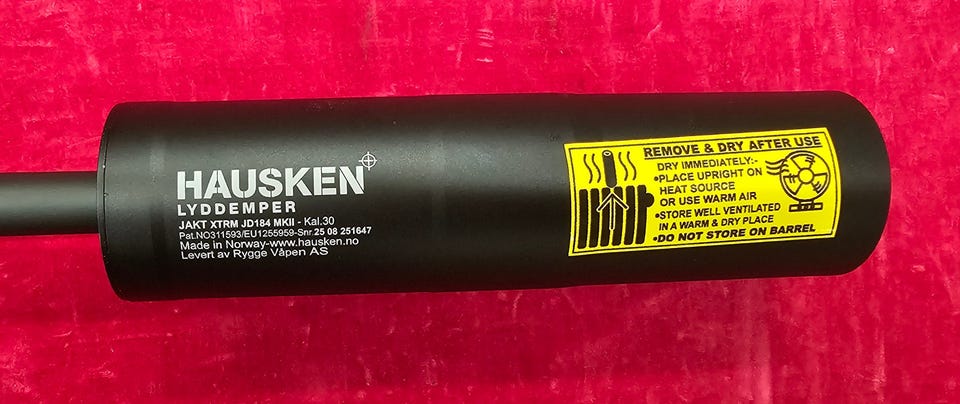 HAUSKEN
LYDDEMPER
JAKT XTRM JD184 MKII - Kal.30
Pat.NO311593/EU1255959-Snr.25 08 251647
Made in Norway-www.hausken.no
Levert av Rygge Våpen AS
REMOVE & DRY AFTER USE
DRY IMMEDIATELY:-
•PLACE UPRIGHT ON
HEAT SOURCE
OR USE WARM AIR
•STORE WELL VENTILATED
IN A WARM & DRY PLACE
•DO NOT STORE ON BARREL